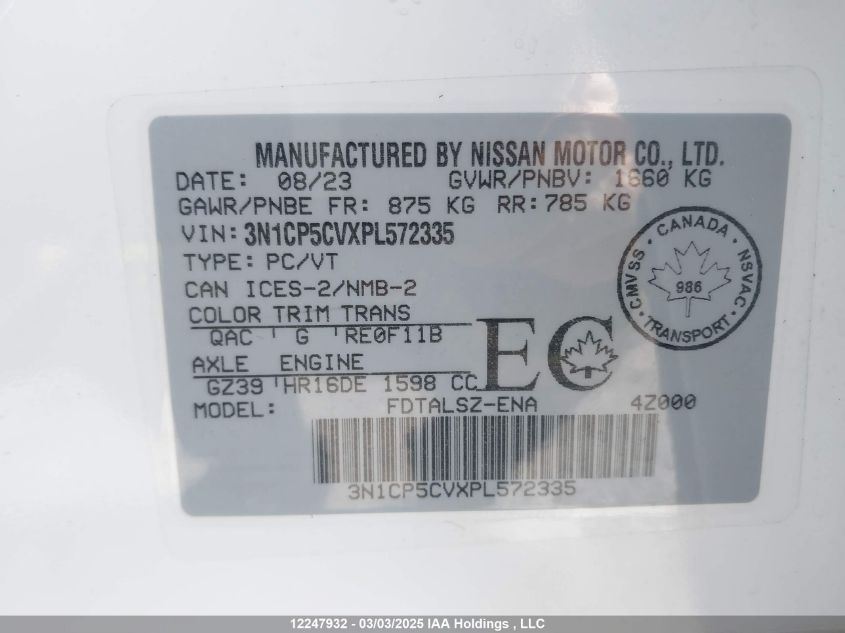 MANUFACTURED BY NISSAN MOTOR CO., LTD.
DATE: 08/23 GVWR/PNBV: 1660 KG
GAWR/PNBE FR: 875 KG RR: 785 KG
VIN: 3N1CP5CVXPL572335
TYPE: PC/VT
CAN ICES-2/NMB-2
COLOR TRIM TRANS
QAC G RE0F11B
AXLE ENGINE
GZ39 HR16DE 1598 CC
EC
CANADA
CMVSS · NSVAC
986
TRANSPORT
MODEL: FDTALSZ-ENA 4Z000
3N1CP5CVXPL572335
12247932 - 03/03/2025 IAA Holdings , LLC